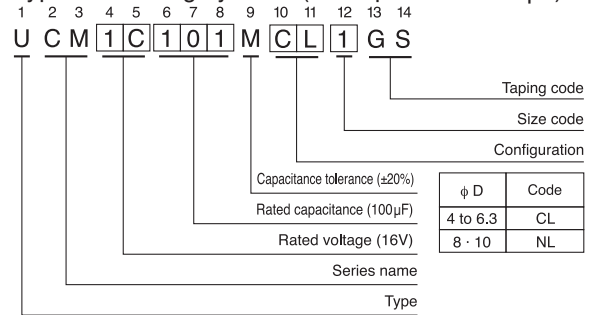 1 2 3 4 5 6 7 8 9 10 11 12 13 14
U C M 1 C 1 0 1 M C L 1 G S
Taping code
Size code
Configuration
Capacitance tolerance (±20%)
Rated capacitance (100µF)
Rated voltage (16V)
Series name
Type
φ D Code
4 to 6.3 CL
8 · 10 NL